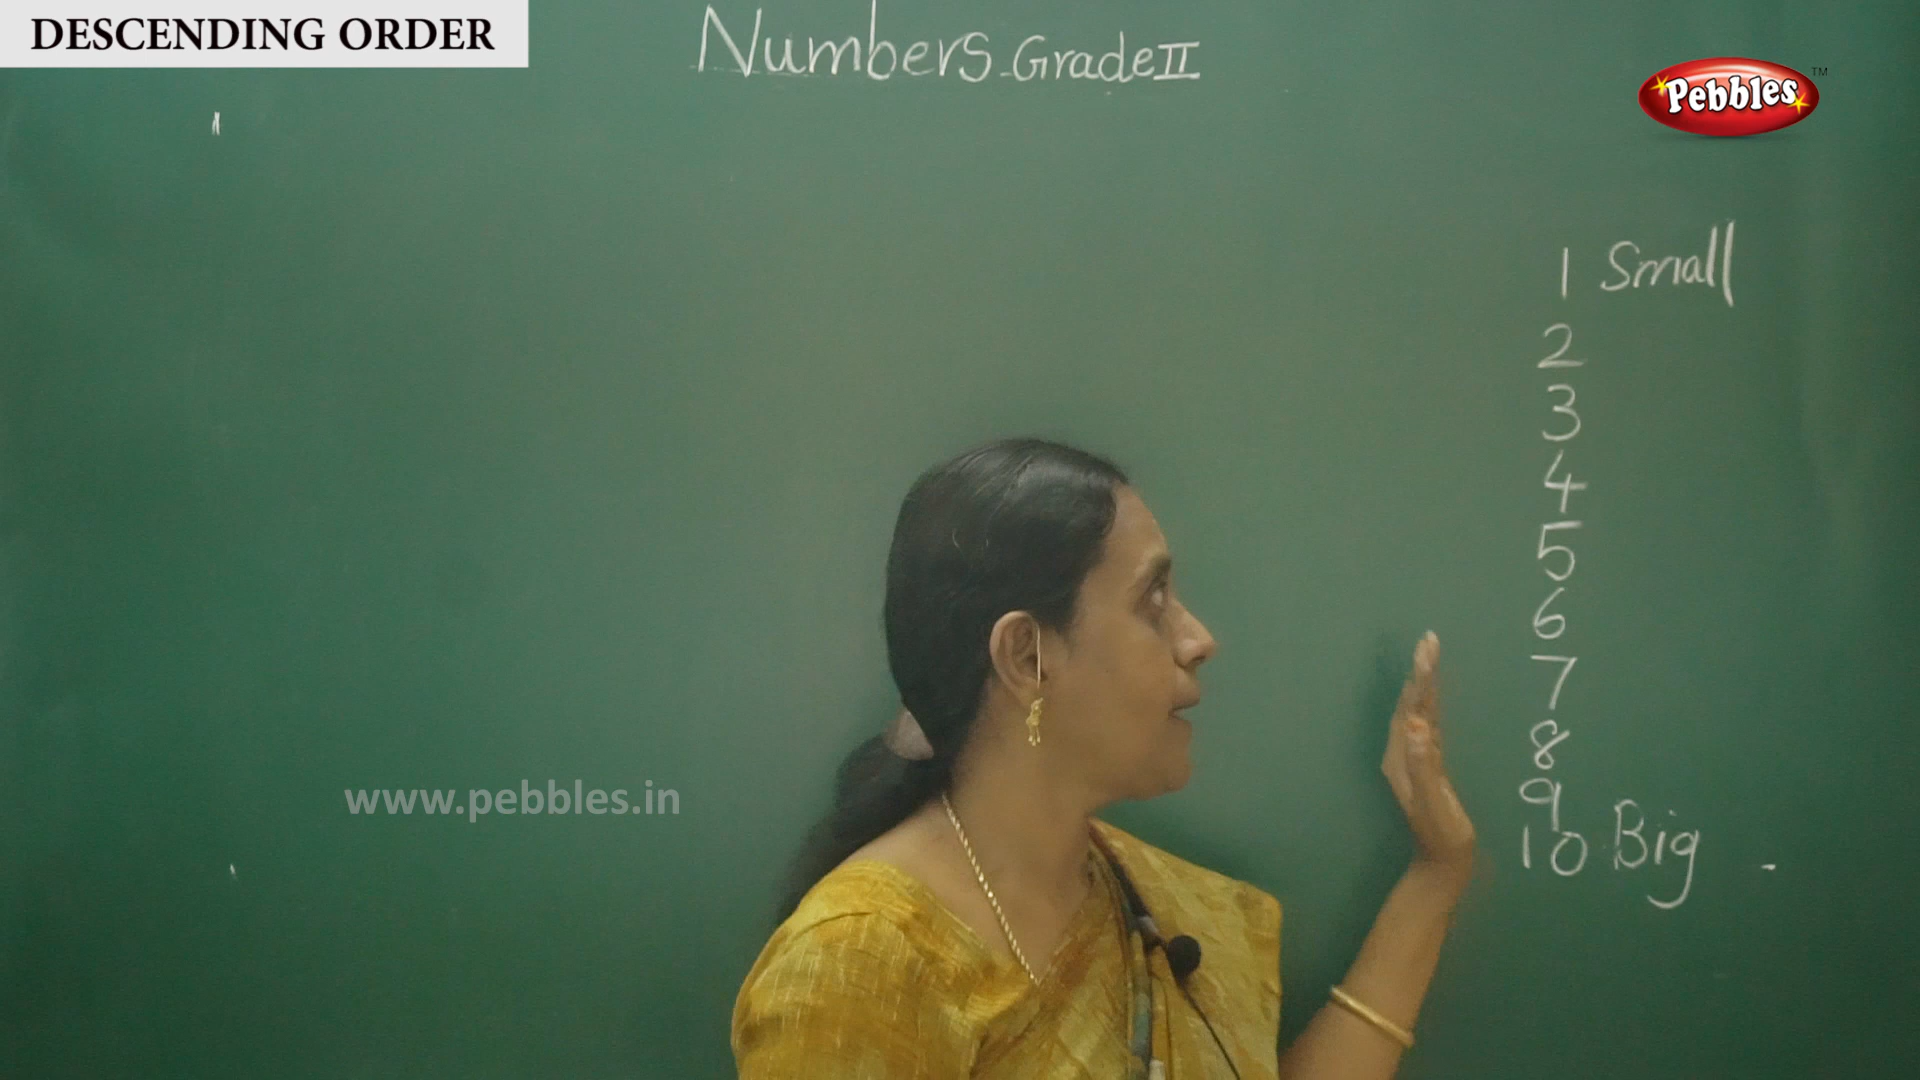 DESCENDING ORDER
Numbers-Grade II
Pebbles TM
1 Small
2
3
4
5
6
7
8
9
10 Big
www.pebbles.in